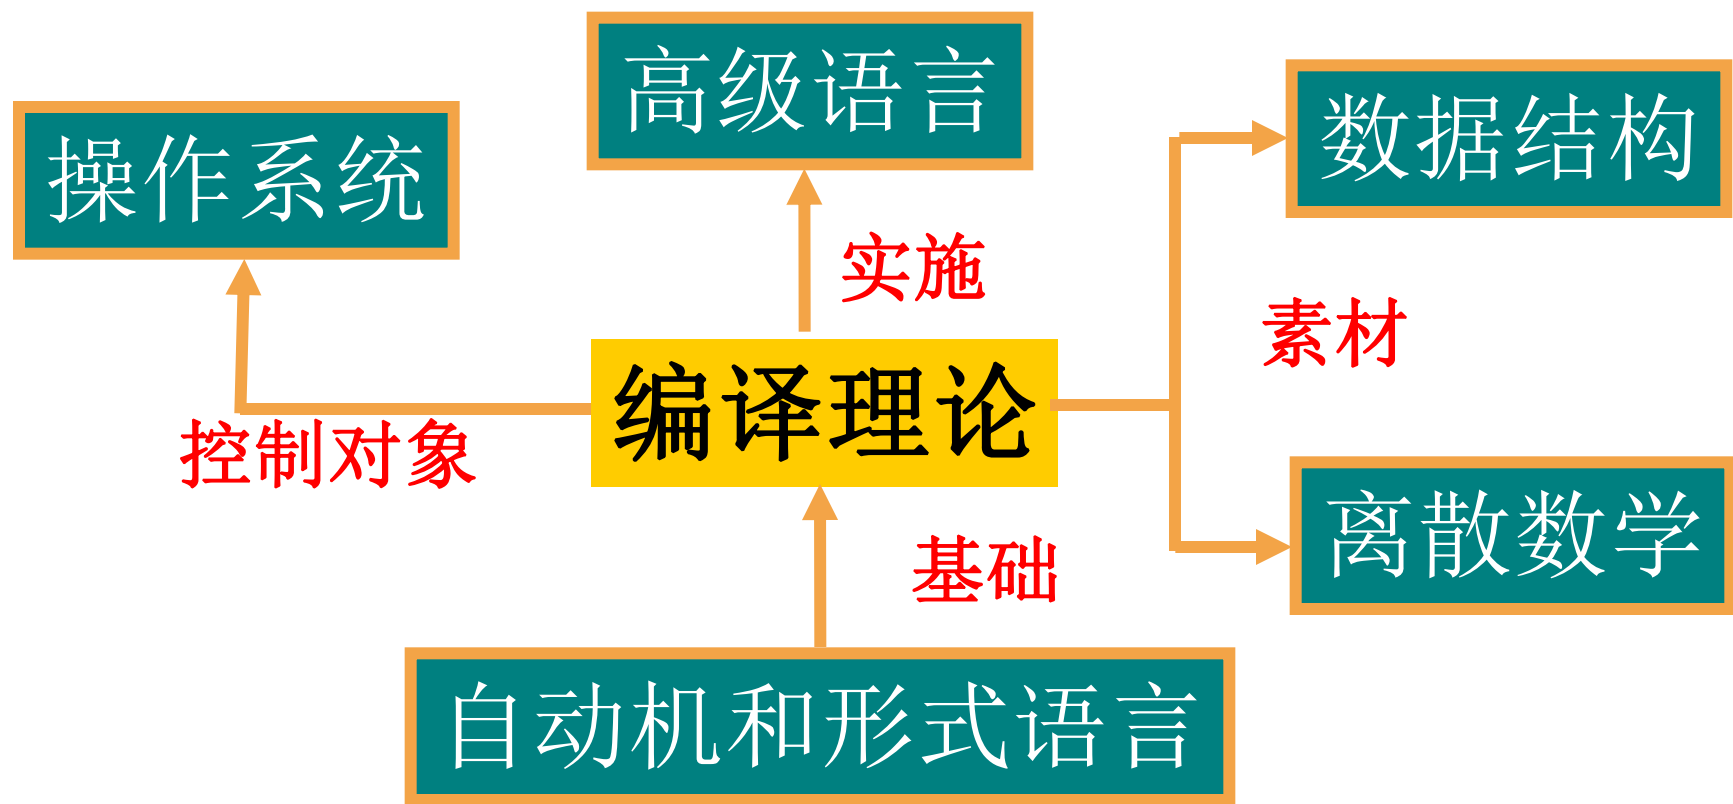 高级语言
操作系统
数据结构
实施
素材
编译理论
控制对象
基础
离散数学
自动机和形式语言